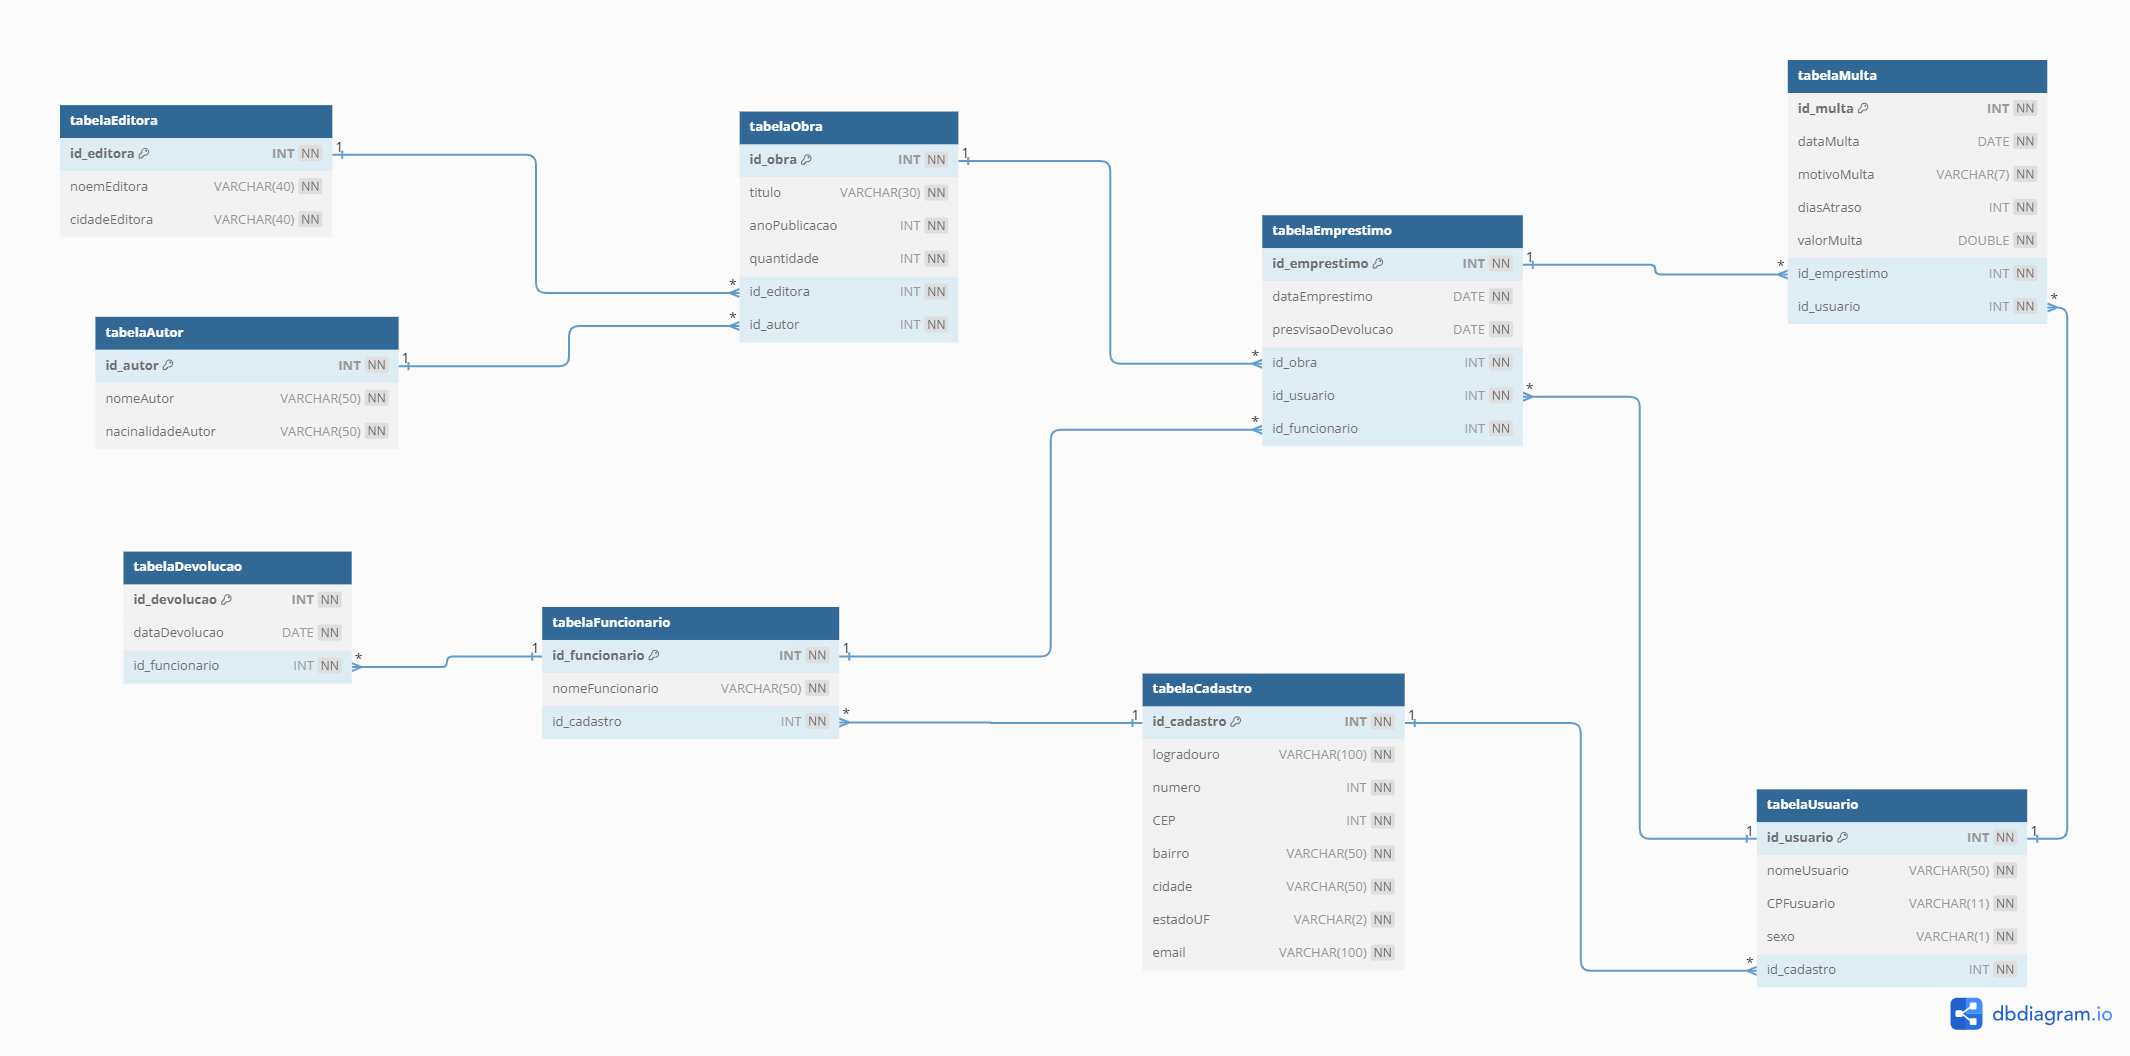 tabelaEditora
id_editora INT NN
noemEditora VARCHAR(40) NN
cidadeEditora VARCHAR(40) NN
1
tabelaAutor
id_autor INT NN
nomeAutor VARCHAR(50) NN
nacinalidadeAutor VARCHAR(50) NN
1
tabelaObra
id_obra INT NN
titulo VARCHAR(30) NN
anoPublicacao INT NN
quantidade INT NN
* id_editora INT NN
* id_autor INT NN
1
tabelaEmprestimo
id_emprestimo INT NN
dataEmprestimo DATE NN
presvisaoDevolucao DATE NN
* id_obra INT NN
id_usuario INT NN *
* id_funcionario INT NN
1
tabelaMulta
id_multa INT NN
dataMulta DATE NN
motivoMulta VARCHAR(7) NN
diasAtraso INT NN
valorMulta DOUBLE NN
* id_emprestimo INT NN
id_usuario INT NN *
tabelaDevolucao
id_devolucao INT NN
dataDevolucao DATE NN
id_funcionario INT NN *
tabelaFuncionario
1 id_funcionario INT NN 1
nomeFuncionario VARCHAR(50) NN
id_cadastro INT NN *
tabelaCadastro
1 id_cadastro INT NN 1
logradouro VARCHAR(100) NN
numero INT NN
CEP INT NN
bairro VARCHAR(50) NN
cidade VARCHAR(50) NN
estadoUF VARCHAR(2) NN
email VARCHAR(100) NN
tabelaUsuario
1 id_usuario INT NN 1
nomeUsuario VARCHAR(50) NN
CPFusuario VARCHAR(11) NN
sexo VARCHAR(1) NN
* id_cadastro INT NN
dbdiagram.io